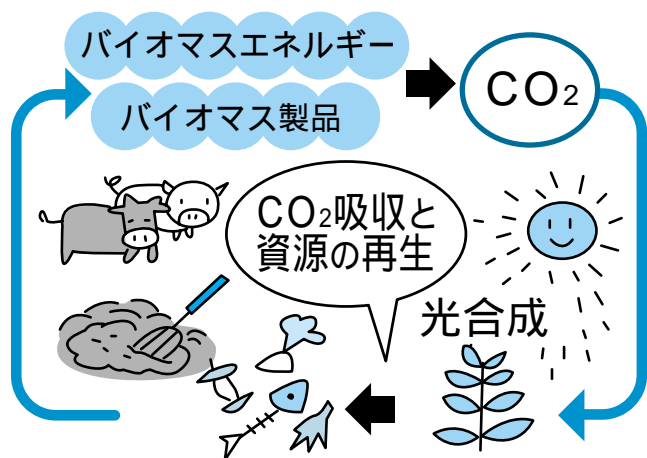 バイオマスエネルギー
バイオマス製品
CO₂
CO₂吸収と
資源の再生
光合成